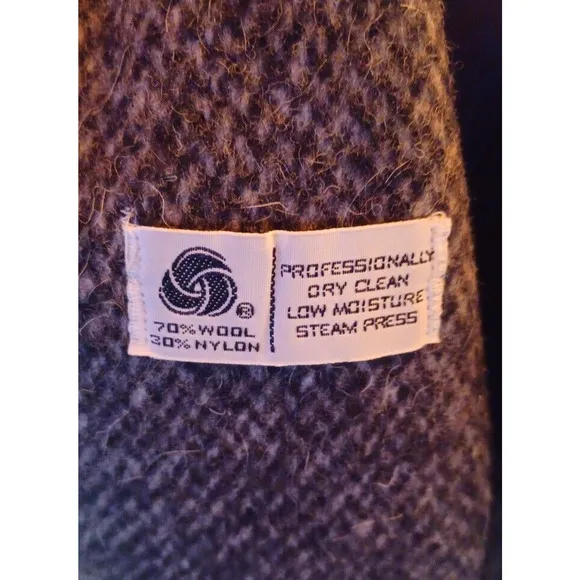 ®
70% WOOL
30% NYLON
PROFESSIONALLY
DRY CLEAN
LOW MOISTURE
STEAM PRESS